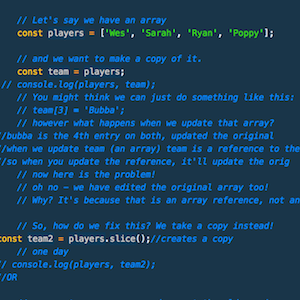 // Let's say we have an array
const players = ['Wes', 'Sarah', 'Ryan', 'Poppy'];
// and we want to make a copy of it.
const team = players;
// console.log(players, team);
// You might think we can just do something like this:
// team[3] = 'Bubba';
// however what happens when we update that array?
//bubba is the 4th entry on both, updated the original
//when we update team (an array) team is a reference to the
//so when you update the reference, it'll update the orig
// now here is the problem!
// oh no - we have edited the original array too!
// Why? It's because that is an array reference, not an
// So, how do we fix this? We take a copy instead!
const team2 = players.slice();//creates a copy
// one day
// console.log(players, team2);
//OR